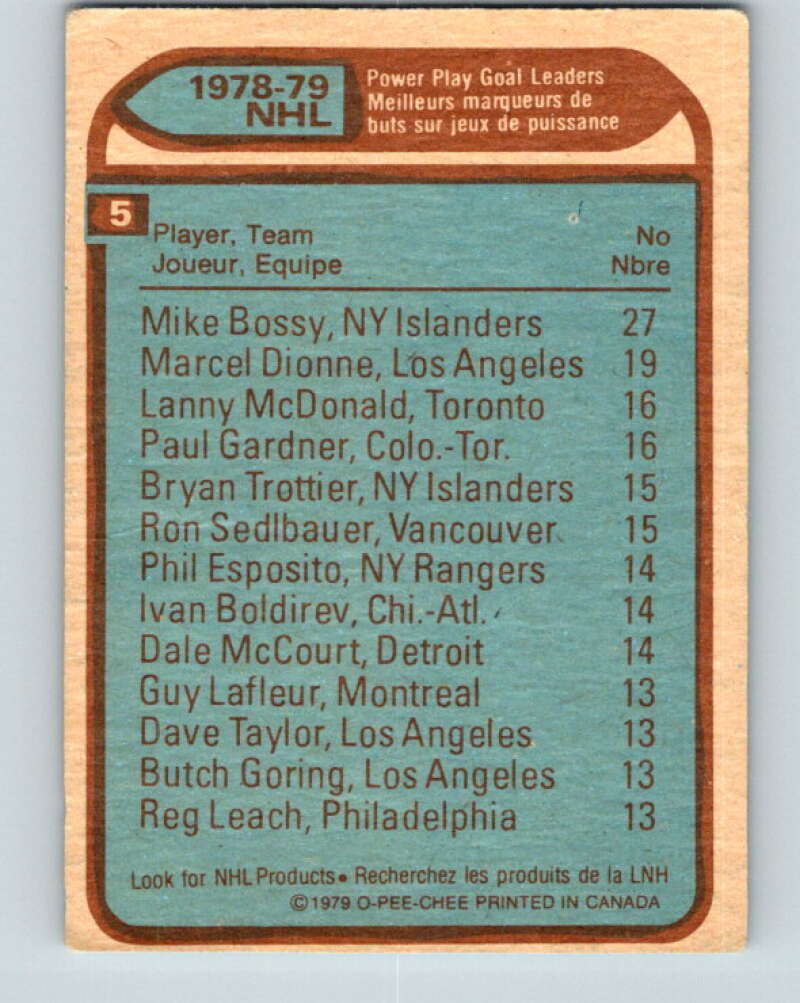 1978-79 NHL
Power Play Goal Leaders
Meilleurs marqueurs de
buts sur jeux de puissance
5
Player, Team No
Joueur, Equipe Nbre
Mike Bossy, NY Islanders 27
Marcel Dionne, Los Angeles 19
Lanny McDonald, Toronto 16
Paul Gardner, Colo.-Tor. 16
Bryan Trottier, NY Islanders 15
Ron Sedlbauer, Vancouver 15
Phil Esposito, NY Rangers 14
Ivan Boldirev, Chi.-Atl. 14
Dale McCourt, Detroit 14
Guy Lafleur, Montreal 13
Dave Taylor, Los Angeles 13
Butch Goring, Los Angeles 13
Reg Leach, Philadelphia 13
Look for NHL Products • Recherchez les produits de la LNH
© 1979 O-PEE-CHEE PRINTED IN CANADA